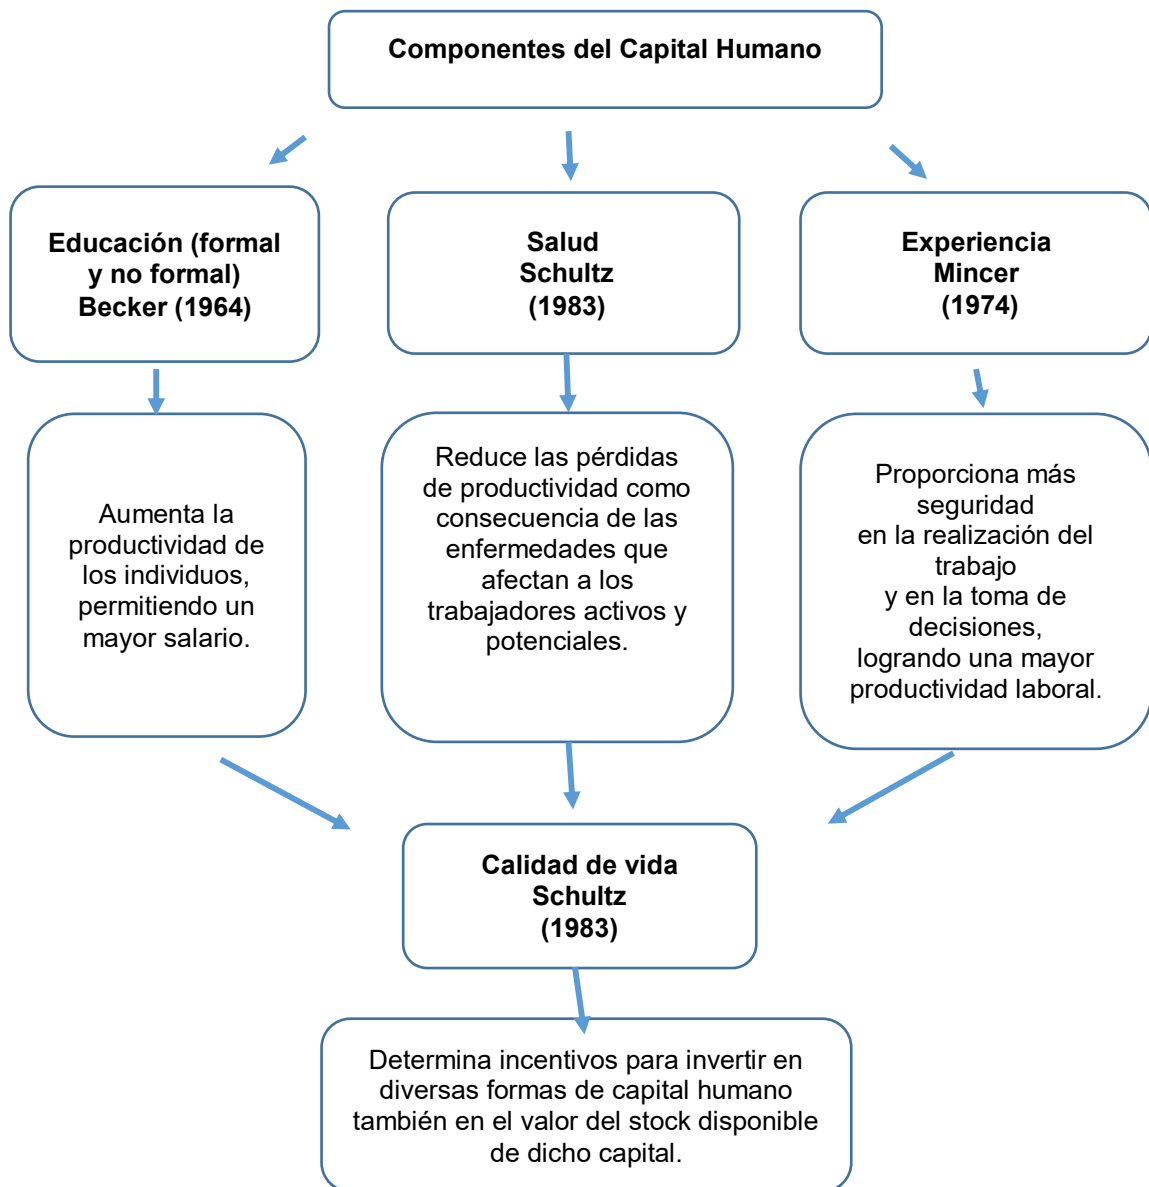 Componentes del Capital Humano
Educación (formal
y no formal)
Becker (1964)
Salud
Schultz
(1983)
Experiencia
Mincer
(1974)
Aumenta la
productividad de
los individuos,
permitiendo un
mayor salario.
Reduce las pérdidas
de productividad como
consecuencia de las
enfermedades que
afectan a los
trabajadores activos y
potenciales.
Proporciona más
seguridad
en la realización del
trabajo
y en la toma de
decisiones,
logrando una mayor
productividad laboral.
Calidad de vida
Schultz
(1983)
Determina incentivos para invertir en
diversas formas de capital humano
también en el valor del stock disponible
de dicho capital.